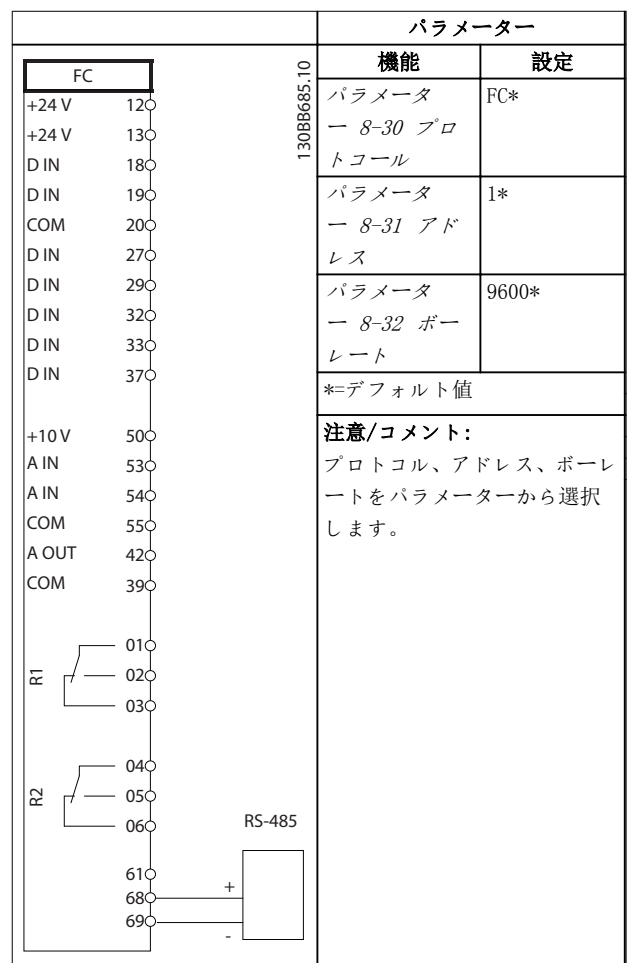 FC
130BB685.10
+24 V 12
+24 V 13
D IN 18
D IN 19
COM 20
D IN 27
D IN 29
D IN 32
D IN 33
D IN 37
+10 V 50
A IN 53
A IN 54
COM 55
A OUT 42
COM 39
R1
01
02
03
R2
04
05
06
RS-485
61
68 +
69 -
パラメーター
機能 設定
パラメータ FC*
ー 8-30 プロ
トコール
パラメータ 1*
ー 8-31 アド
レス
パラメータ 9600*
ー 8-32 ボー
レート
*=デフォルト値
注意/コメント:
プロトコル、アドレス、ボーレ
ートをパラメーターから選択
します。